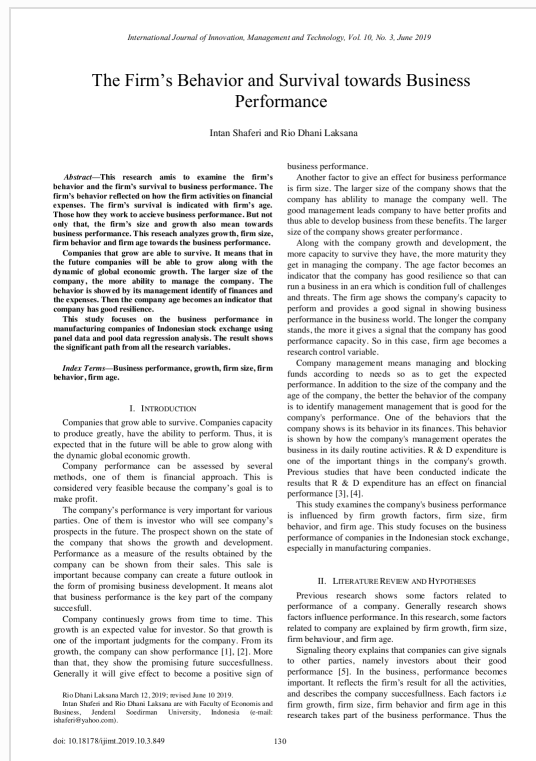 International Journal of Innovation, Management and Technology, Vol. 10, No. 3, June 2019
The Firm's Behavior and Survival towards Business
Performance
Intan Shaferi and Rio Dhani Laksana
Abstract—This research amis to examine the firm's
behavior and the firm's survival to business performance. The
firm's behavior reflected on how the firm activities on financial
expenses. The firm's survival is indicated with firm's age.
Those how they work to accieve business performance. But not
only that, the firm's size and growth also mean towards
business performance. This reseach analyzes growth, firm size,
firm behavior and firm age towards the business performance.
Companies that grow are able to survive. It means that in
the future companies will be able to grow along with the
dynamic of global economic growth. The larger size of the
company, the more ability to manage the company. The
behavior is showed by his management identify of finances and
the expenses. Then the company age becomes an indicator that
company has good resilience.
This study focuses on the business performance in
manufacturing companies of Indonesian stock exchange using
panel data and pool data regression analysis. The result shows
the significant path from all the research variables.
Index Terms—Business performance, growth, firm size, firm
behavior, firm age.
I. INTRODUCTION
Companies that grow able to survive. Companies capacity
to produce greatly, have the ability to perform. Thus, it is
expected that in the future will be able to grow along with
the dynamic global economic growth.
Company performance can be assessed by several
methods, one of them is financial approach. This is
considered very feasible because the company's goal is to
make profit.
The company's performance is very important for various
parties. One of them is investor who will see company's
prospects in the future. The prospect shown on the state of
the company that shows the growth and development.
Performance as a measure of the results obtained by the
company can be shown from their sales. This sale is
important because company can create a future outlook in
the form of promising business development. It means alot
that business performance is the key part of the company
succesfull.
Company continuesly grows from time to time. This
growth is an expected value for investor. So that growth is
one of the important judgments for the company. From its
growth, the company can show performance [1], [2]. More
than that, they show the promising future succesfullness.
Generally it will give effect to become a positive sign of
Rio Dhani Laksana March 12, 2019; revised June 10 2019.
Intan Shaferi and Rio Dhani Laksana are with Faculty of Economis and
Business, Jenderal Soedirman University, Indonesia (e-mail:
ishaferi@yahoo.com).
business performance.
Another factor to give an effect for business performance
is firm size. The larger size of the company shows that the
company has ablility to manage the company well. The
good management leads company to have better profits and
thus able to develop business from these benefits. The larger
size of the company shows greater performance.
Along with the company growth and development, the
more capacity to survive they have, the more maturity they
get in managing the company. The age factor becomes an
indicator that the company has good resilience so that can
run a business in an era which is condition full of challenges
and threats. The firm age shows the company's capacity to
perform and provides a good signal in showing business
performance in the business world. The longer the company
stands, the more it gives a signal that the company has good
performance capacity. So in this case, firm age becomes a
research control variable.
Company management means managing and blocking
funds according to needs so as to get the expected
performance. In addition to the size of the company and the
age of the company, the better the behavior of the company
is to identify management management that is good for the
company's performance. One of the behaviors that the
company shows is its behavior in its finances. This behavior
is shown by how the company's management operates the
business in its daily routine activities. R & D expenditure is
one of the important things in the company's growth.
Previous studies that have been conducted indicate the
results that R & D expenditure has an effect on financial
performance [3], [4].
This study examines the company's business performance
is influenced by firm growth factors, firm size, firm
behavior, and firm age. This study focuses on the business
performance of companies in the Indonesian stock exchange,
especially in manufacturing companies.
II. LITERATURE REVIEW AND HYPOTHESES
Previous research shows some factors related to
performance of a company. Generally research shows
factors influence performance. In this research, some factors
related to company are explained by firm growth, firm size,
firm behaviour, and firm age.
Signaling theory explains that companies can give signals
to other parties, namely investors about their good
performance [5]. In the business, performance becomes
important. It reflects the firm's result for all the activities,
and describes the company succesfullness. Each factors i.e
firm growth, firm size, firm behavior and firm age in this
research takes part of the business performance. Thus the
doi: 10.18178/ijimt.2019.10.3.849
130